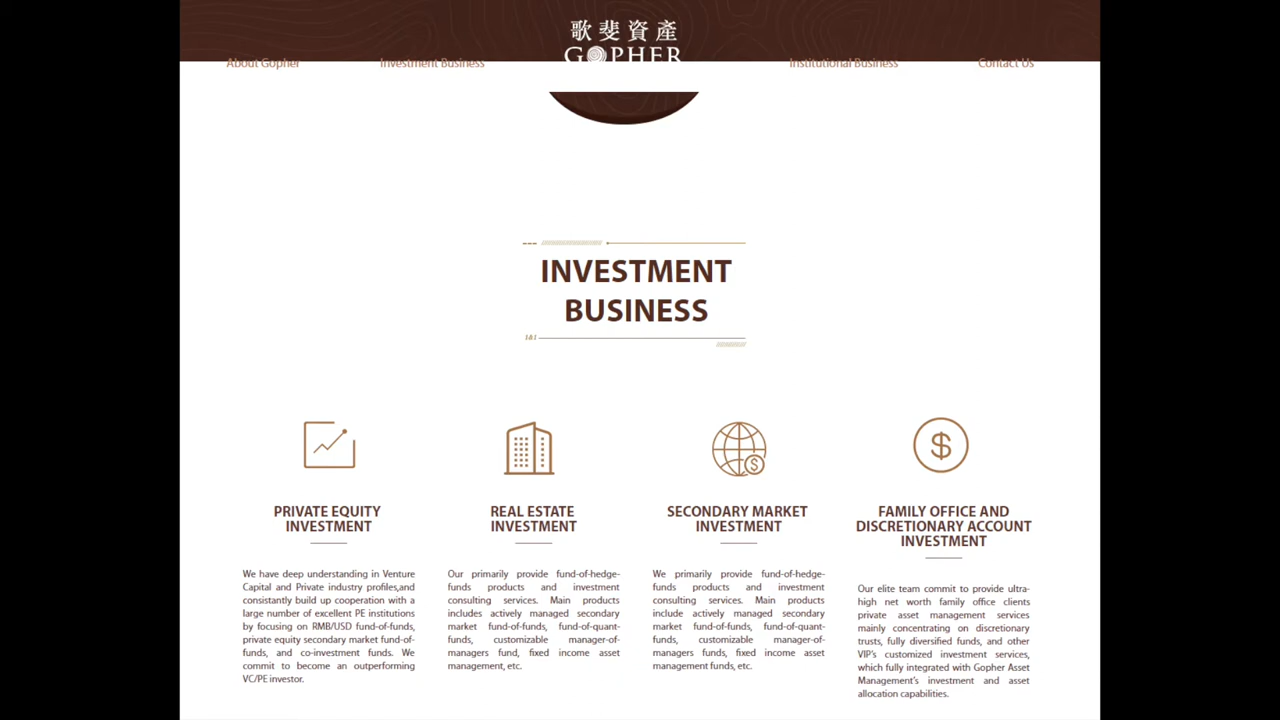 歌斐資產
GOPHER
About Gopher
Investment Business
Institutional Business
Contact Us
INVESTMENT
BUSINESS
PRIVATE EQUITY
INVESTMENT
We have deep understanding in Venture
Capital and Private industry profiles,and
consistantly build up cooperation with a
large number of excellent PE institutions
by focusing on RMB/USD fund-of-funds,
private equity secondary market fund-of-
funds, and co-investment funds. We
commit to become an outperforming
VC/PE investor.
REAL ESTATE
INVESTMENT
Our primarily provide fund-of-hedge-
funds products and investment
consulting services. Main products
includes actively managed secondary
market fund-of-funds, fund-of-quant-
funds, customizable manager-of-
managers fund, fixed income asset
management, etc.
SECONDARY MARKET
INVESTMENT
We primarily provide fund-of-hedge-
funds products and investment
consulting services. Main products
include actively managed secondary
market fund-of-funds, fund-of-quant-
funds, customizable manager-of-
managers funds, fixed income asset
management funds, etc.
FAMILY OFFICE AND
DISCRETIONARY ACCOUNT
INVESTMENT
Our elite team commit to provide ultra-
high net worth family office clients
private asset management services
mainly concentrating on discretionary
trusts, fully diversified funds, and other
VIP's customized investment services,
which fully integrated with Gopher Asset
Management's investment and asset
allocation capabilities.